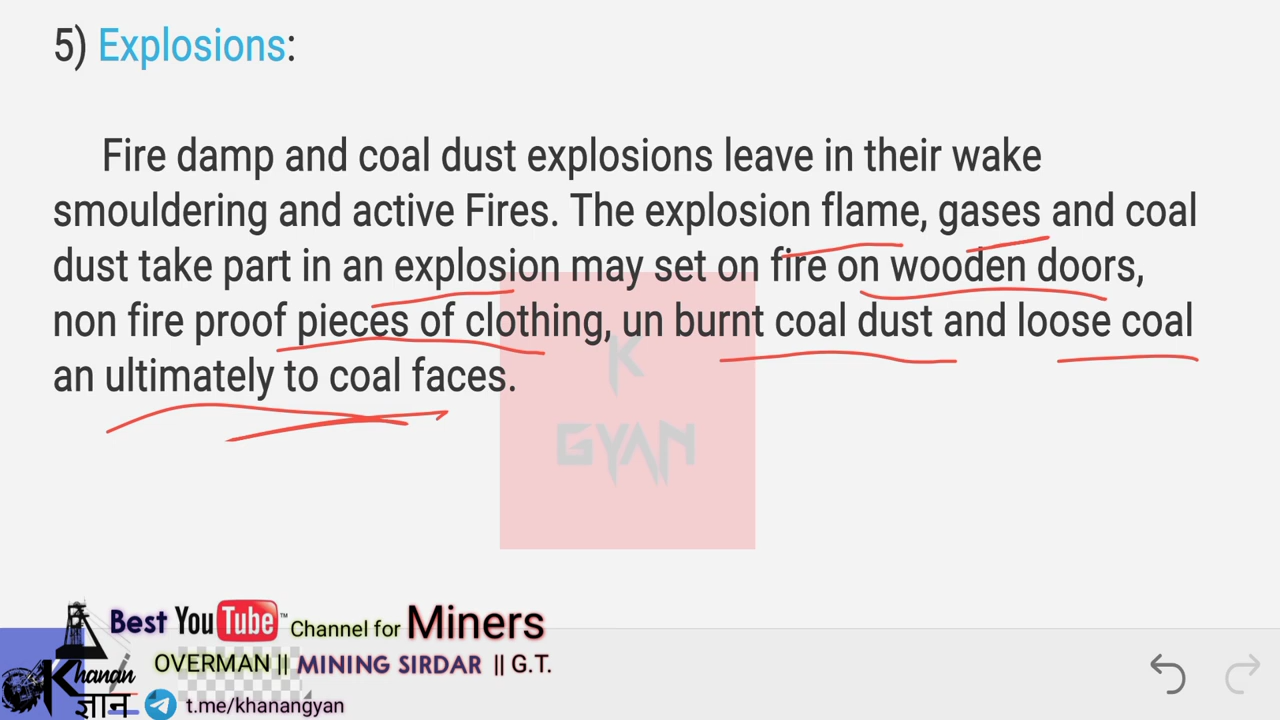 5) Explosions:
Fire damp and coal dust explosions leave in their wake
smouldering and active Fires. The explosion flame, gases and coal
dust take part in an explosion may set on fire on wooden doors,
non fire proof pieces of clothing, un burnt coal dust and loose coal
an ultimately to coal faces.
K
GYAN
Best YouTube™ Channel for Miners
OVERMAN || MINING SIRDAR || G.T.
Khanan
ज्ञान
t.me/khanangyan